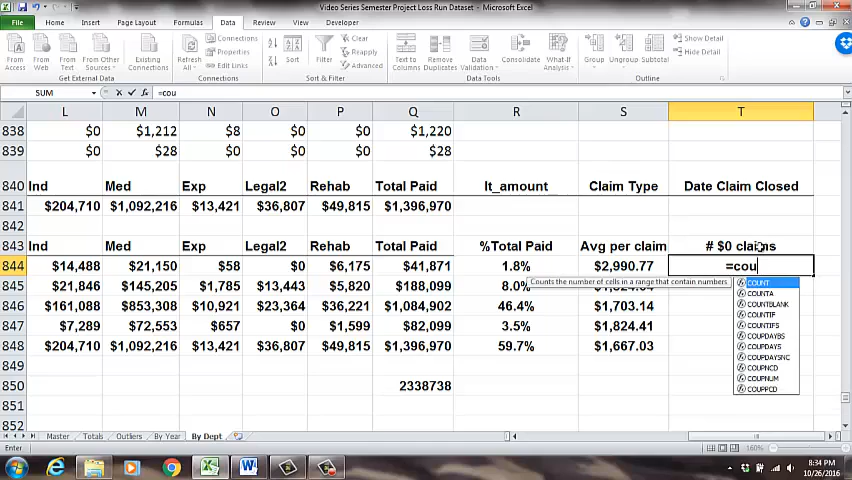 Video Series Semester Project Loss Run Dataset - Microsoft Excel
File Home Insert Page Layout Formulas Data Review View Developer
From Access From Web From Text From Other Sources Existing Connections Refresh All Connections Properties Edit Links Sort Filter Clear Reapply Advanced Text to Columns Remove Duplicates Data Validation Consolidate What-If Analysis Group Ungroup Subtotal Show Detail Hide Detail
Get External Data Connections Sort & Filter Data Tools Outline
SUM =cou
L M N O P Q R S T
838 $0 $1,212 $8 $0 $0 $1,220
839 $0 $28 $0 $0 $0 $28
840 Ind Med Exp Legal2 Rehab Total Paid lt_amount Claim Type Date Claim Closed
841 $204,710 $1,092,216 $13,421 $36,807 $49,815 $1,396,970
842
843 Ind Med Exp Legal2 Rehab Total Paid %Total Paid Avg per claim # $0 claims
844 $14,488 $21,150 $58 $0 $6,175 $41,871 1.8% $2,990.77 =cou
Counts the number of cells in a range that contain numbers
845 $21,846 $145,205 $1,785 $13,443 $5,820 $188,099 8.0%
846 $161,088 $853,308 $10,921 $23,364 $36,221 $1,084,902 46.4% $1,703.14
847 $7,289 $72,553 $657 $0 $1,599 $82,099 3.5% $1,824.41
848 $204,710 $1,092,216 $13,421 $36,807 $49,815 $1,396,970 59.7% $1,667.03
849
850 2338738
851
852
COUNT
COUNTA
COUNTBLANK
COUNTIF
COUNTIFS
COUPDAYBS
COUPDAYS
COUPDAYSNC
COUPNCD
COUPNUM
COUPPCD
Master Totals Outliers By Year By Dept
Enter 160%
8:34 PM
10/26/2016